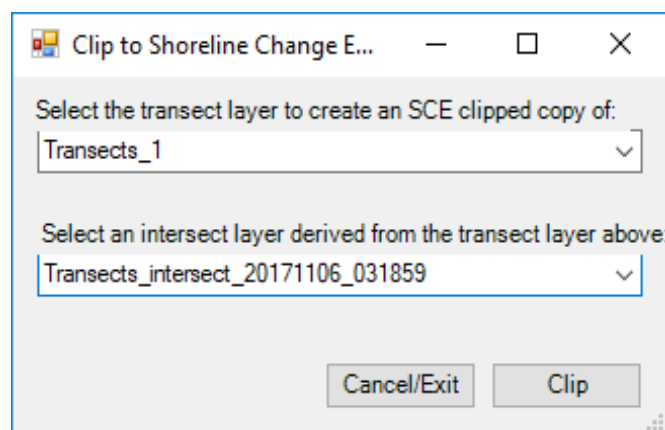 Clip to Shoreline Change E...
Select the transect layer to create an SCE clipped copy of:
Transects_1
Select an intersect layer derived from the transect layer above:
Transects_intersect_20171106_031859
Cancel/Exit
Clip